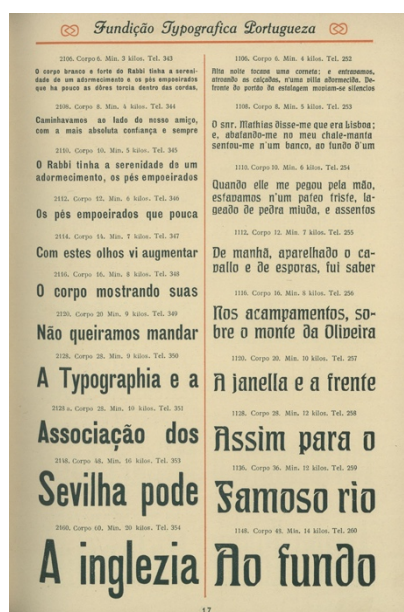 Fundição Typografica Portugueza
2106. Corpo 6. Min. 3 kilos. Tel. 343
O corpo branco e forte do Rabbi tinha a sereni-
dade de um adormecimento e os pés empoeirados
que ha pouco as dôres torcia dentro das cordas,
2108. Corpo 8. Min. 4 kilos. Tel. 344
Caminhavamos ao lado do nosso amigo,
com a mais absoluta confiança e sempre
2110. Corpo 10. Min. 5 kilos. Tel. 345
O Rabbi tinha a serenidade de um
adormecimento, os pés empoeirados
2112. Corpo 12. Min. 6 kilos. Tel. 346
Os pés empoeirados que pouca
2114. Corpo 14. Min. 7 kilos. Tel. 347
Com estes olhos vi augmentar
2116. Corpo 16. Min. 8 kilos. Tel. 348
O corpo mostrando suas
2120. Corpo 20 Min. 9 kilos. Tel. 349
Não queiramos mandar
2128. Corpo 28. Min. 9 kilos. Tel. 350
A Typographia e a
2128 a. Corpo 28. Min. 10 kilos. Tel. 351
Associação dos
2148. Corpo 48. Min. 16 kilos. Tel. 353
Sevilha pode
2160. Corpo 60. Min. 20 kilos. Tel. 354
A inglezia
1106. Corpo 6. Min. 4 kilos. Tel. 252
Alta noite tocou uma corneta; e entravamos,
atroando as calçadas, n'uma villa adormecida. De-
fronte do portão da estalagem moviam-se silencios
1108. Corpo 8. Min. 5 kilos. Tel. 253
O snr. Mathias disse-me que era Lisboa;
e, abafando-me no meu chale-manta
sentou-me n'um banco, ao fundo d'um
1110. Corpo 10. Min. 6 kilos. Tel. 254
Quando elle me pegou pela mão,
estavamos n'um pateo triste, la-
geado de pedra miuda, e assentos
1112. Corpo 12. Min. 7 kilos. Tel. 255
De manhã, aparelhado o ca-
vallo e de esporas, fui saber
1116. Corpo 16. Min. 8 kilos. Tel. 256
Nos acampamentos, so-
bre o monte da Oliveira
1120. Corpo 20. Min. 10 kilos. Tel. 257
A janella e a frente
1128. Corpo 28. Min. 12 kilos. Tel. 258
Assim para o
1136. Corpo 36. Min. 12 kilos. Tel. 259
Famoso rio
1148. Corpo 48. Min. 14 kilos. Tel. 260
Ao fundo
17